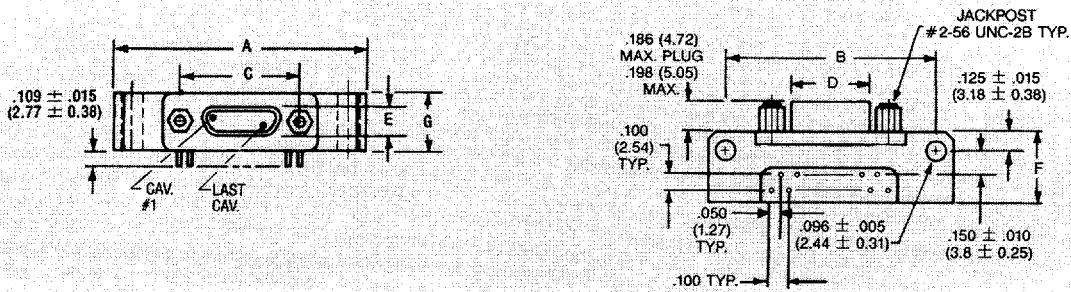 A
C
.109 ± .015
(2.77 ± 0.38)
E
G
CAV.
#1
LAST
CAV.
JACKPOST
#2-56 UNC-2B TYP.
.186 (4.72)
MAX. PLUG
.198 (5.05)
MAX.
B
D
.125 ± .015
(3.18 ± 0.38)
.100
(2.54)
TYP.
F
.050
(1.27)
TYP.
.096 ± .005
(2.44 ± 0.31)
.150 ± .010
(3.8 ± 0.25)
.100 TYP.